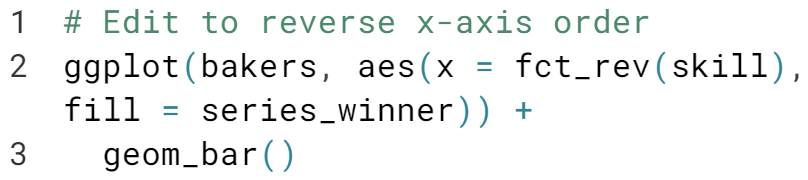 1 # Edit to reverse x-axis order
2 ggplot(bakers, aes(x = fct_rev(skill),
fill = series_winner)) +
3   geom_bar()